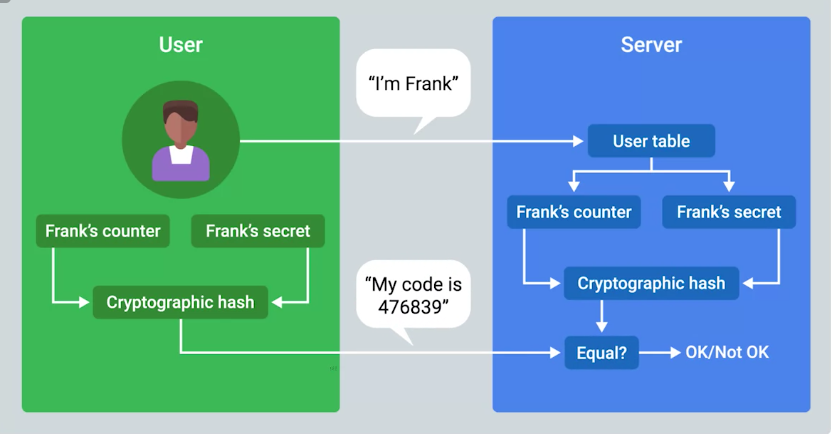 User
Server
“I’m Frank”
User table
Frank’s counter
Frank’s secret
Frank’s counter
Frank’s secret
“My code is
476839”
Cryptographic hash
Cryptographic hash
Equal?
OK/Not OK